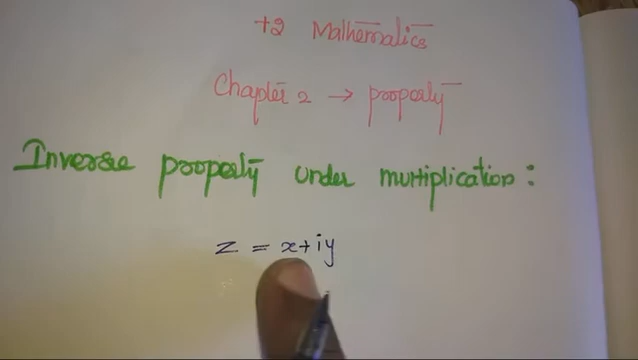 +2 Mathematics
Chapter 2 → property
Inverse property under multiplication :
z = x+iy